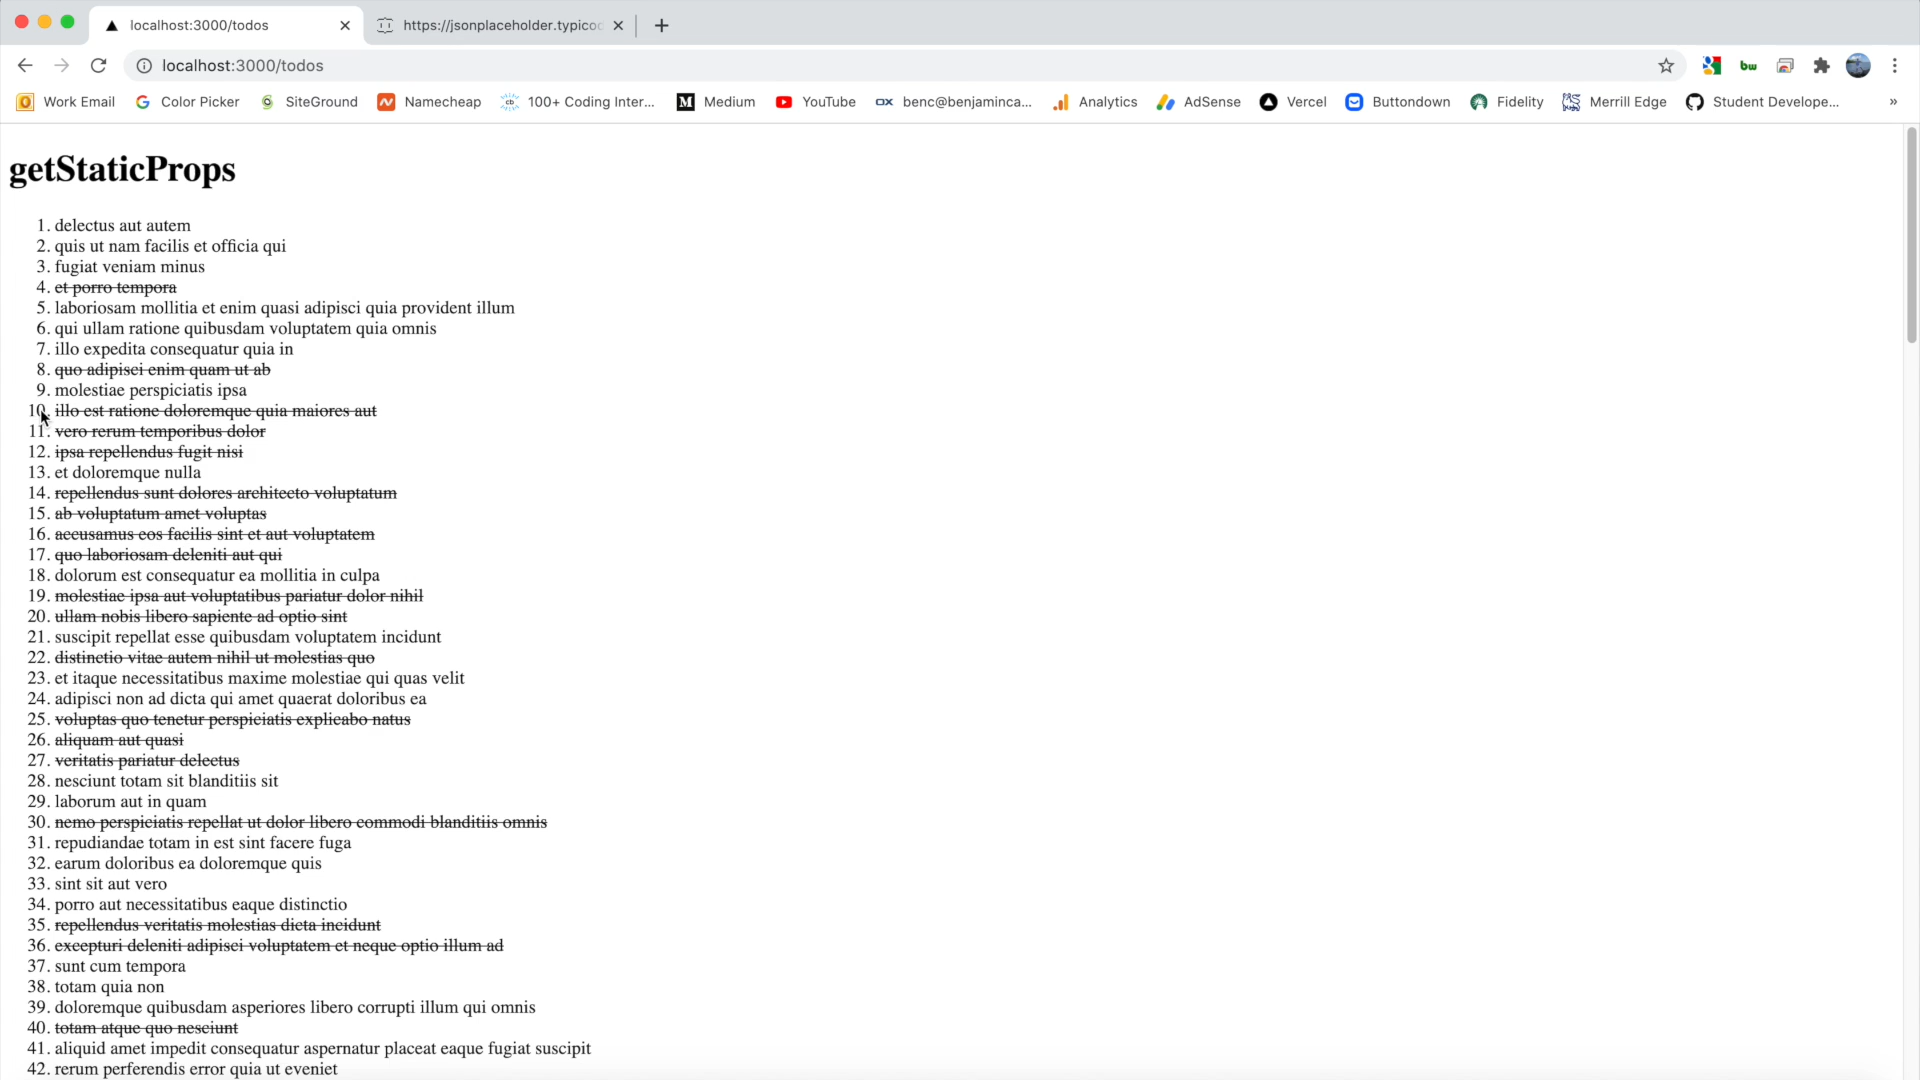 localhost:3000/todos
https://jsonplaceholder.typico
localhost:3000/todos
Work Email
Color Picker
SiteGround
Namecheap
100+ Coding Inter...
Medium
YouTube
benc@benjaminca...
Analytics
AdSense
Vercel
Buttondown
Fidelity
Merrill Edge
Student Develope...
getStaticProps
1. delectus aut autem
2. quis ut nam facilis et officia qui
3. fugiat veniam minus
4. et porro tempora
5. laboriosam mollitia et enim quasi adipisci quia provident illum
6. qui ullam ratione quibusdam voluptatem quia omnis
7. illo expedita consequatur quia in
8. quo adipisci enim quam ut ab
9. molestiae perspiciatis ipsa
10. illo est ratione doloremque quia maiores aut
11. vero rerum temporibus dolor
12. ipsa repellendus fugit nisi
13. et doloremque nulla
14. repellendus sunt dolores architecto voluptatum
15. ab voluptatum amet voluptas
16. accusamus eos facilis sint et aut voluptatem
17. quo laboriosam deleniti aut qui
18. dolorum est consequatur ea mollitia in culpa
19. molestiae ipsa aut voluptatibus pariatur dolor nihil
20. ullam nobis libero sapiente ad optio sint
21. suscipit repellat esse quibusdam voluptatem incidunt
22. distinctio vitae autem nihil ut molestias quo
23. et itaque necessitatibus maxime molestiae qui quas velit
24. adipisci non ad dicta qui amet quaerat doloribus ea
25. voluptas quo tenetur perspiciatis explicabo natus
26. aliquam aut quasi
27. veritatis pariatur delectus
28. nesciunt totam sit blanditiis sit
29. laborum aut in quam
30. nemo perspiciatis repellat ut dolor libero commodi blanditiis omnis
31. repudiandae totam in est sint facere fuga
32. earum doloribus ea doloremque quis
33. sint sit aut vero
34. porro aut necessitatibus eaque distinctio
35. repellendus veritatis molestias dicta incidunt
36. excepturi deleniti adipisci voluptatem et neque optio illum ad
37. sunt cum tempora
38. totam quia non
39. doloremque quibusdam asperiores libero corrupti illum qui omnis
40. totam atque quo nesciunt
41. aliquid amet impedit consequatur aspernatur placeat eaque fugiat suscipit
42. rerum perferendis error quia ut eveniet